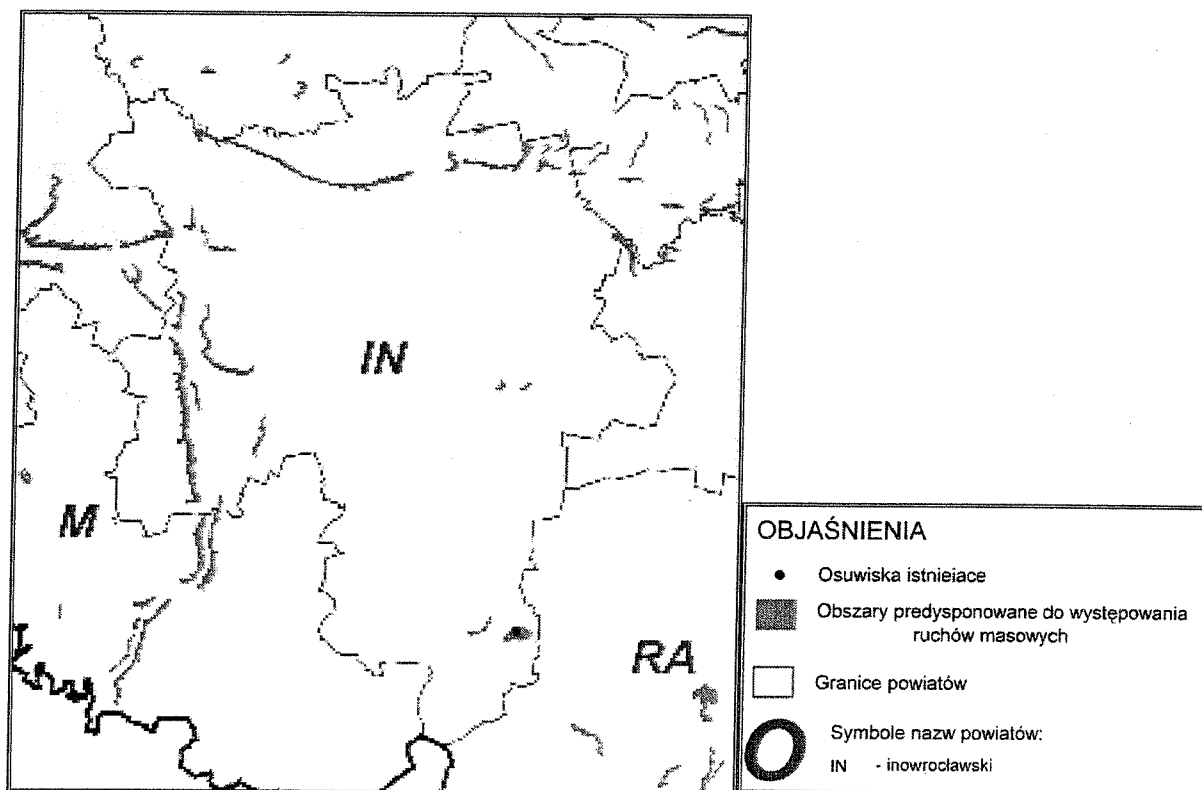 IN
M
RA
OBJAŚNIENIA
Osuwiska istnieiace
Obszary predysponowane do występowania
ruchów masowych
Granice powiatów
Symbole nazw powiatów:
IN - inowrocławski